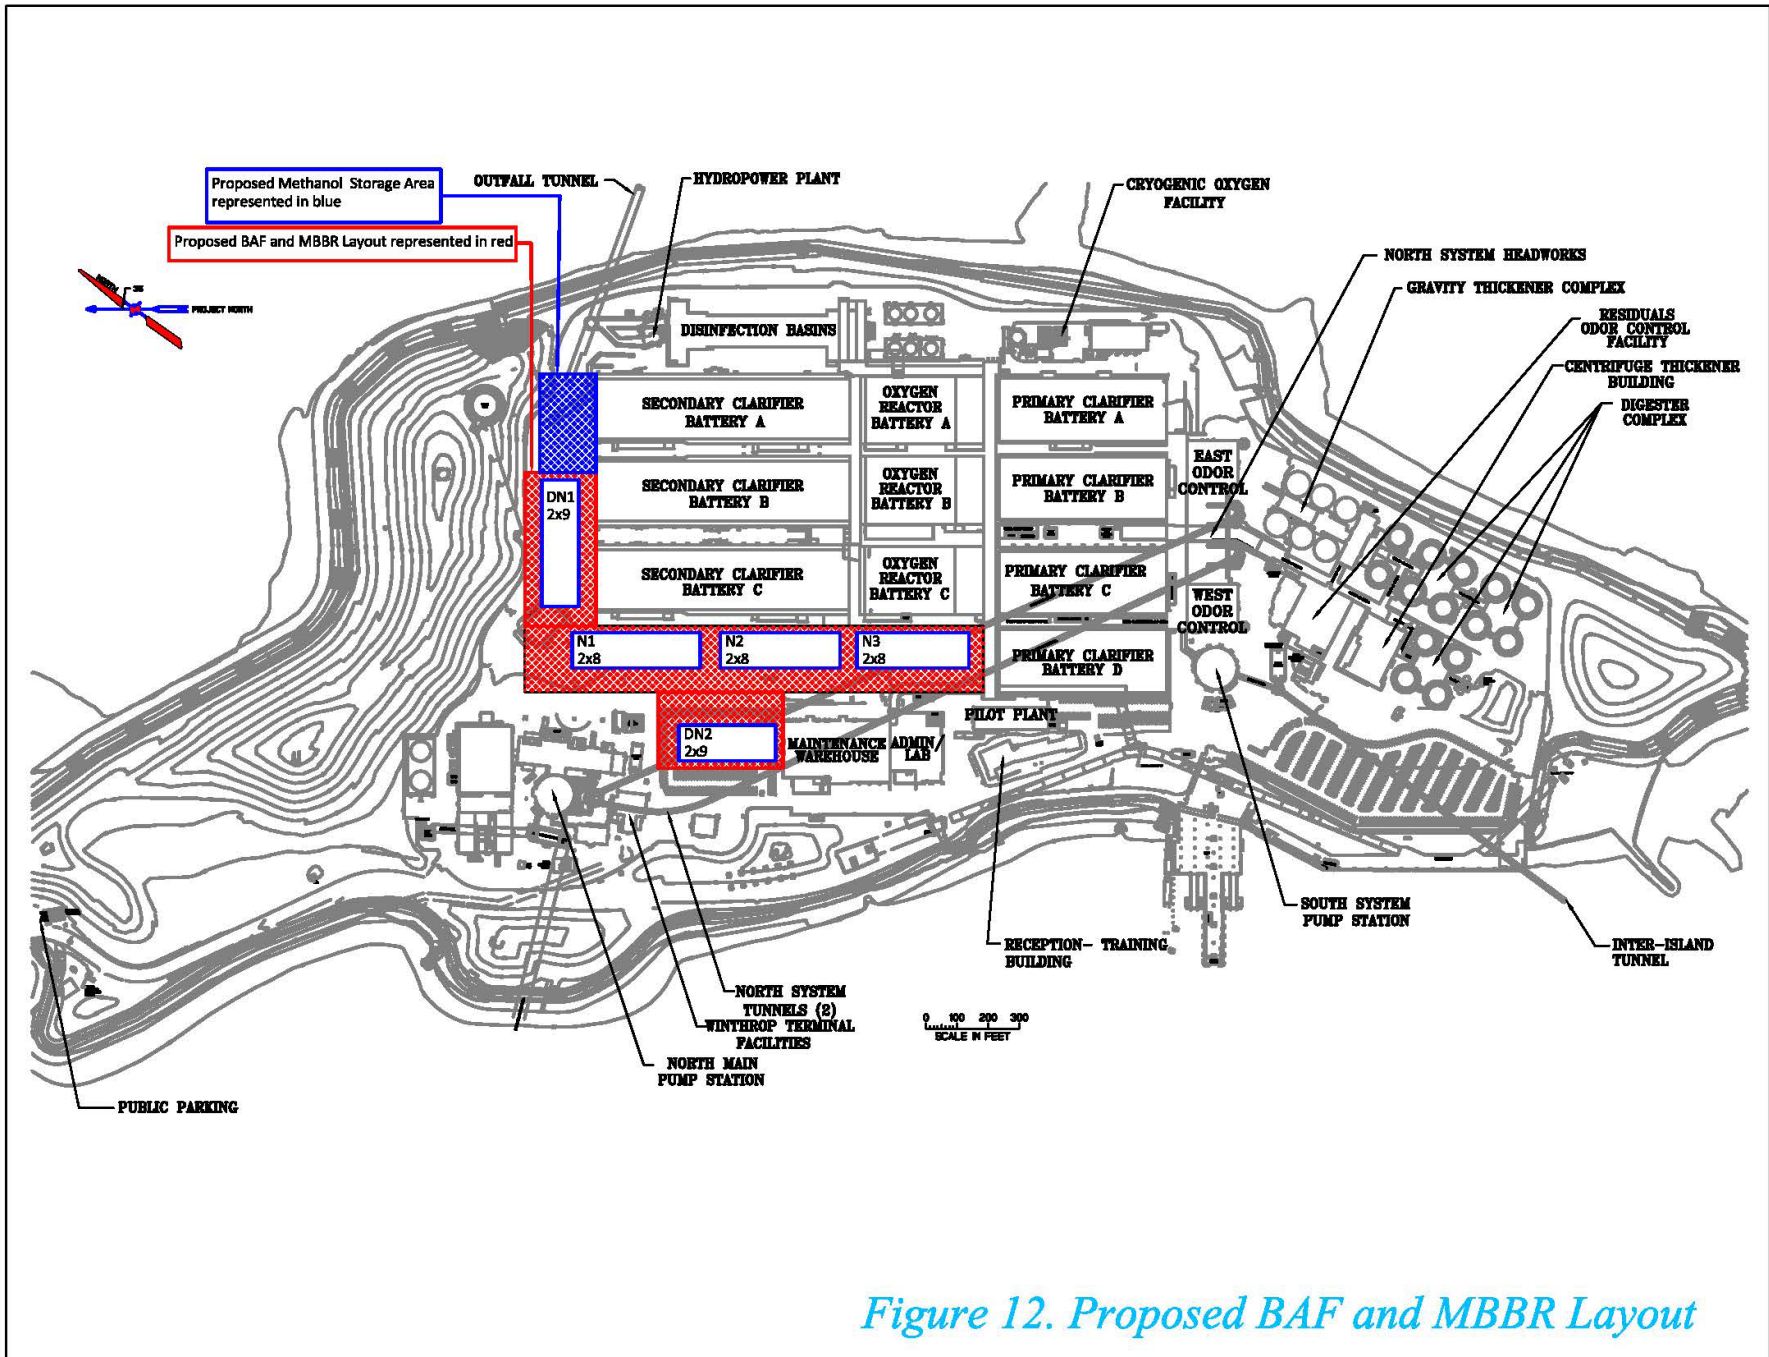 Proposed Methanol Storage Area
represented in blue
Proposed BAF and MBBR Layout represented in red
OUTFALL TUNNEL
HYDROPOWER PLANT
CRYOGENIC OXYGEN
FACILITY
NORTH SYSTEM HEADWORKS
GRAVITY THICKENER COMPLEX
RESIDUALS
ODOR CONTROL
FACILITY
CENTRIFUGE THICKENER
BUILDING
DIGESTER
COMPLEX
NORTH
PROJECT NORTH
DISINFECTION BASINS
SECONDARY CLARIFIER
BATTERY A
OXYGEN
REACTOR
BATTERY A
PRIMARY CLARIFIER
BATTERY A
SECONDARY CLARIFIER
BATTERY B
OXYGEN
REACTOR
BATTERY B
PRIMARY CLARIFIER
BATTERY B
EAST
ODOR
CONTROL
DN1
2x9
SECONDARY CLARIFIER
BATTERY C
OXYGEN
REACTOR
BATTERY C
PRIMARY CLARIFIER
BATTERY C
WEST
ODOR
CONTROL
N1
2x8
N2
2x8
N3
2x8
PRIMARY CLARIFIER
BATTERY D
DN2
2x9
MAINTENANCE
WAREHOUSE
ADMIN/
LAB
PILOT PLANT
SOUTH SYSTEM
PUMP STATION
INTER-ISLAND
TUNNEL
RECEPTION- TRAINING
BUILDING
NORTH SYSTEM
TUNNELS (2)
WINTHROP TERMINAL
FACILITIES
NORTH MAIN
PUMP STATION
PUBLIC PARKING
0 100 200 300
SCALE IN FEET
Figure 12. Proposed BAF and MBBR Layout